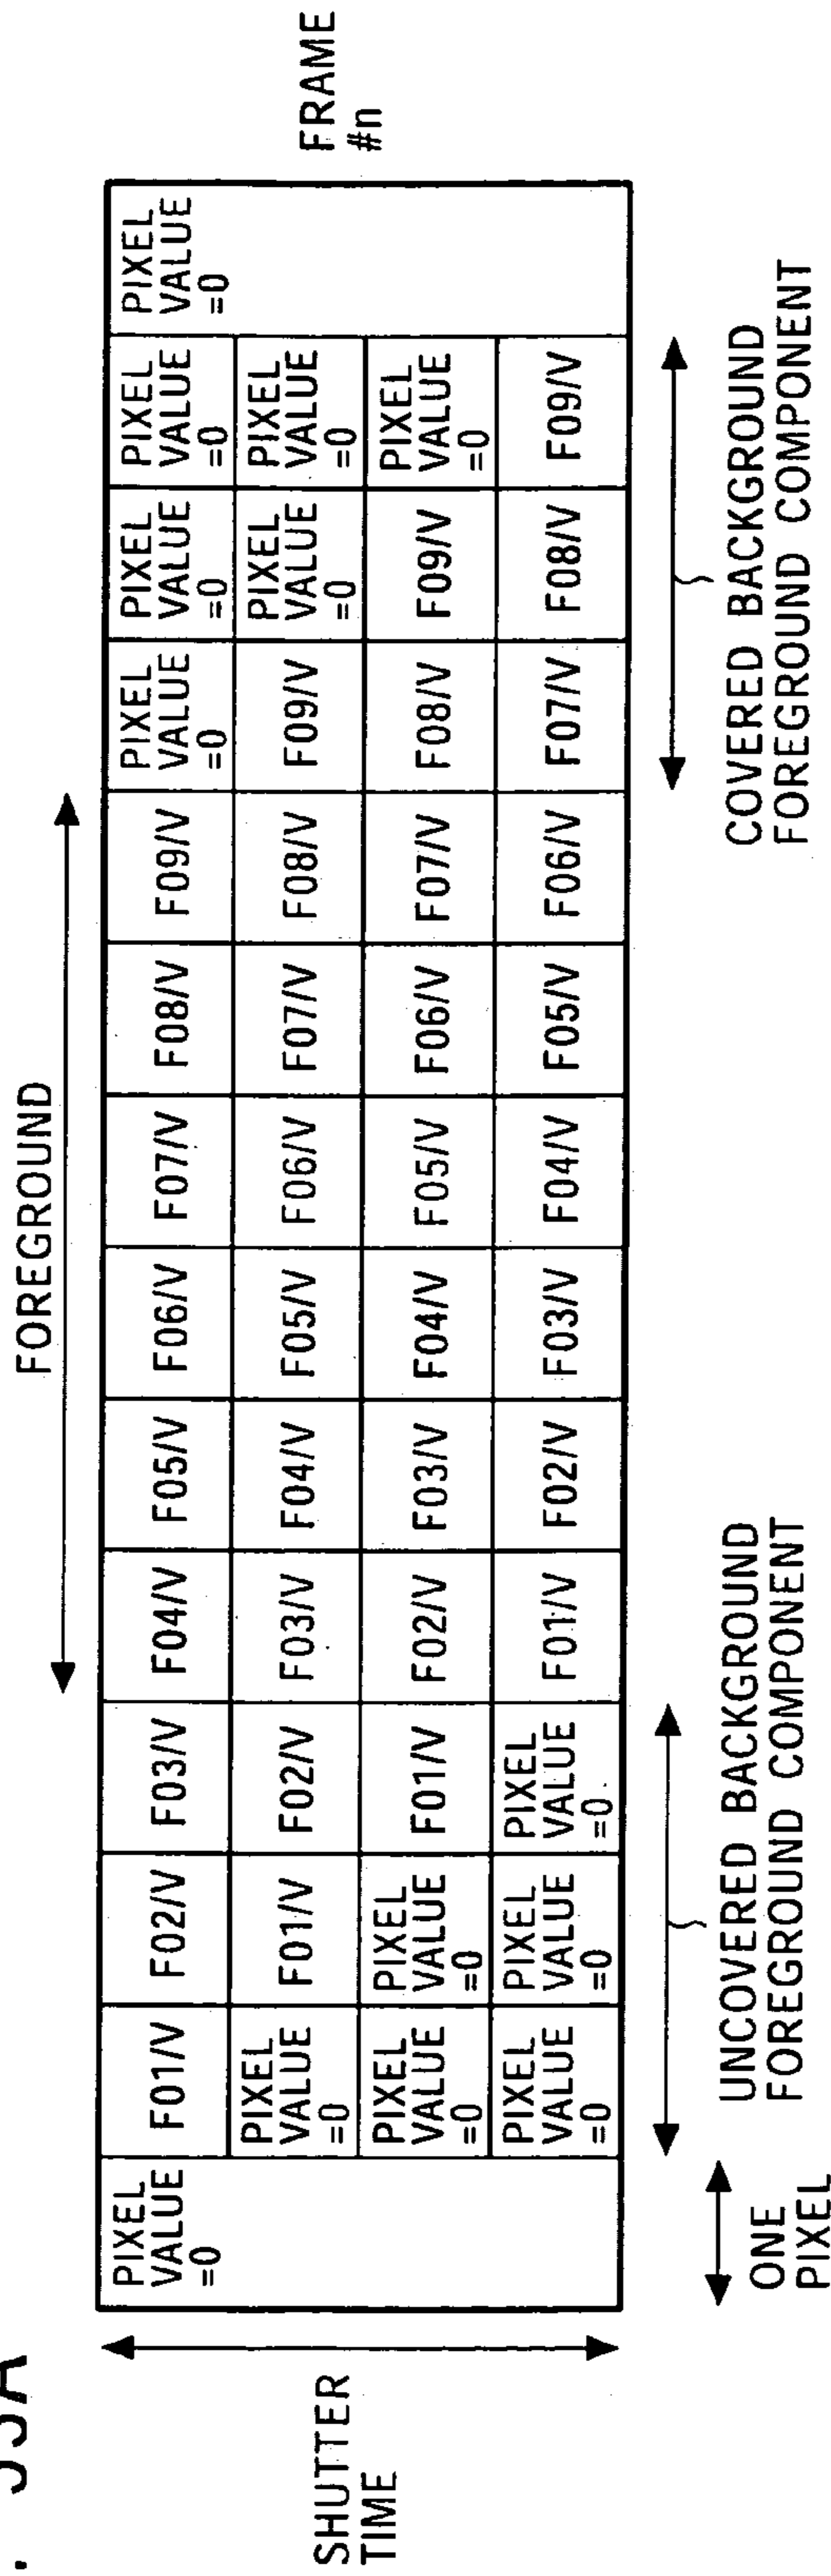 FOREGROUND
SHUTTER
TIME
PIXEL
VALUE
=0
F01/V
F02/V
F03/V
F04/V
F05/V
F06/V
F07/V
F08/V
F09/V
PIXEL
VALUE
=0
PIXEL
VALUE
=0
PIXEL
VALUE
=0
PIXEL
VALUE
=0
PIXEL
VALUE
=0
F01/V
F02/V
F03/V
F04/V
F05/V
F06/V
F07/V
F08/V
F09/V
PIXEL
VALUE
=0
PIXEL
VALUE
=0
PIXEL
VALUE
=0
PIXEL
VALUE
=0
F01/V
F02/V
F03/V
F04/V
F05/V
F06/V
F07/V
F08/V
F09/V
PIXEL
VALUE
=0
PIXEL
VALUE
=0
PIXEL
VALUE
=0
PIXEL
VALUE
=0
F01/V
F02/V
F03/V
F04/V
F05/V
F06/V
F07/V
F08/V
F09/V
FRAME
#n
ONE
PIXEL
UNCOVERED BACKGROUND
FOREGROUND COMPONENT
COVERED BACKGROUND
FOREGROUND COMPONENT